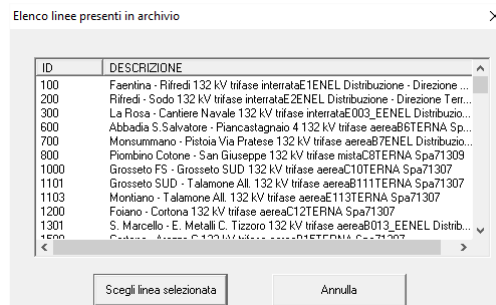 Elenco linee presenti in archivio
ID DESCRIZIONE
100 Faentina - Rifredi 132 kV trifase interrataE1ENEL Distribuzione - Direzione ...
200 Rifredi - Sodo 132 kV trifase interrataE2ENEL Distribuzione - Direzione Terr...
300 La Rosa - Cantiere Navale 132 kV trifase interrataE003_EENEL Distribuzio...
600 Abbadia S.Salvatore - Piancastagnaio 4 132 kV trifase aereaB6TERNA Sp...
700 Monsummano - Pistoia Via Pratese 132 kV trifase aereaB7ENEL Distribuzio...
800 Piombino Cotone - San Giuseppe 132 kV trifase mistaC8TERNA Spa71309
1000 Grosseto FS - Grosseto SUD 132 kV trifase aereaC10TERNA Spa71307
1101 Grosseto SUD - Talamone All. 132 kV trifase aereaB111TERNA Spa71307
1103 Montiano - Talamone All. 132 kV trifase aereaE113TERNA Spa71307
1200 Foiano - Cortona 132 kV trifase aereaC12TERNA Spa71307
1301 S. Marcello - E. Metalli C. Tizzoro 132 kV trifase aereaB013_EENEL Distrib...
Scegli linea selezionata Annulla